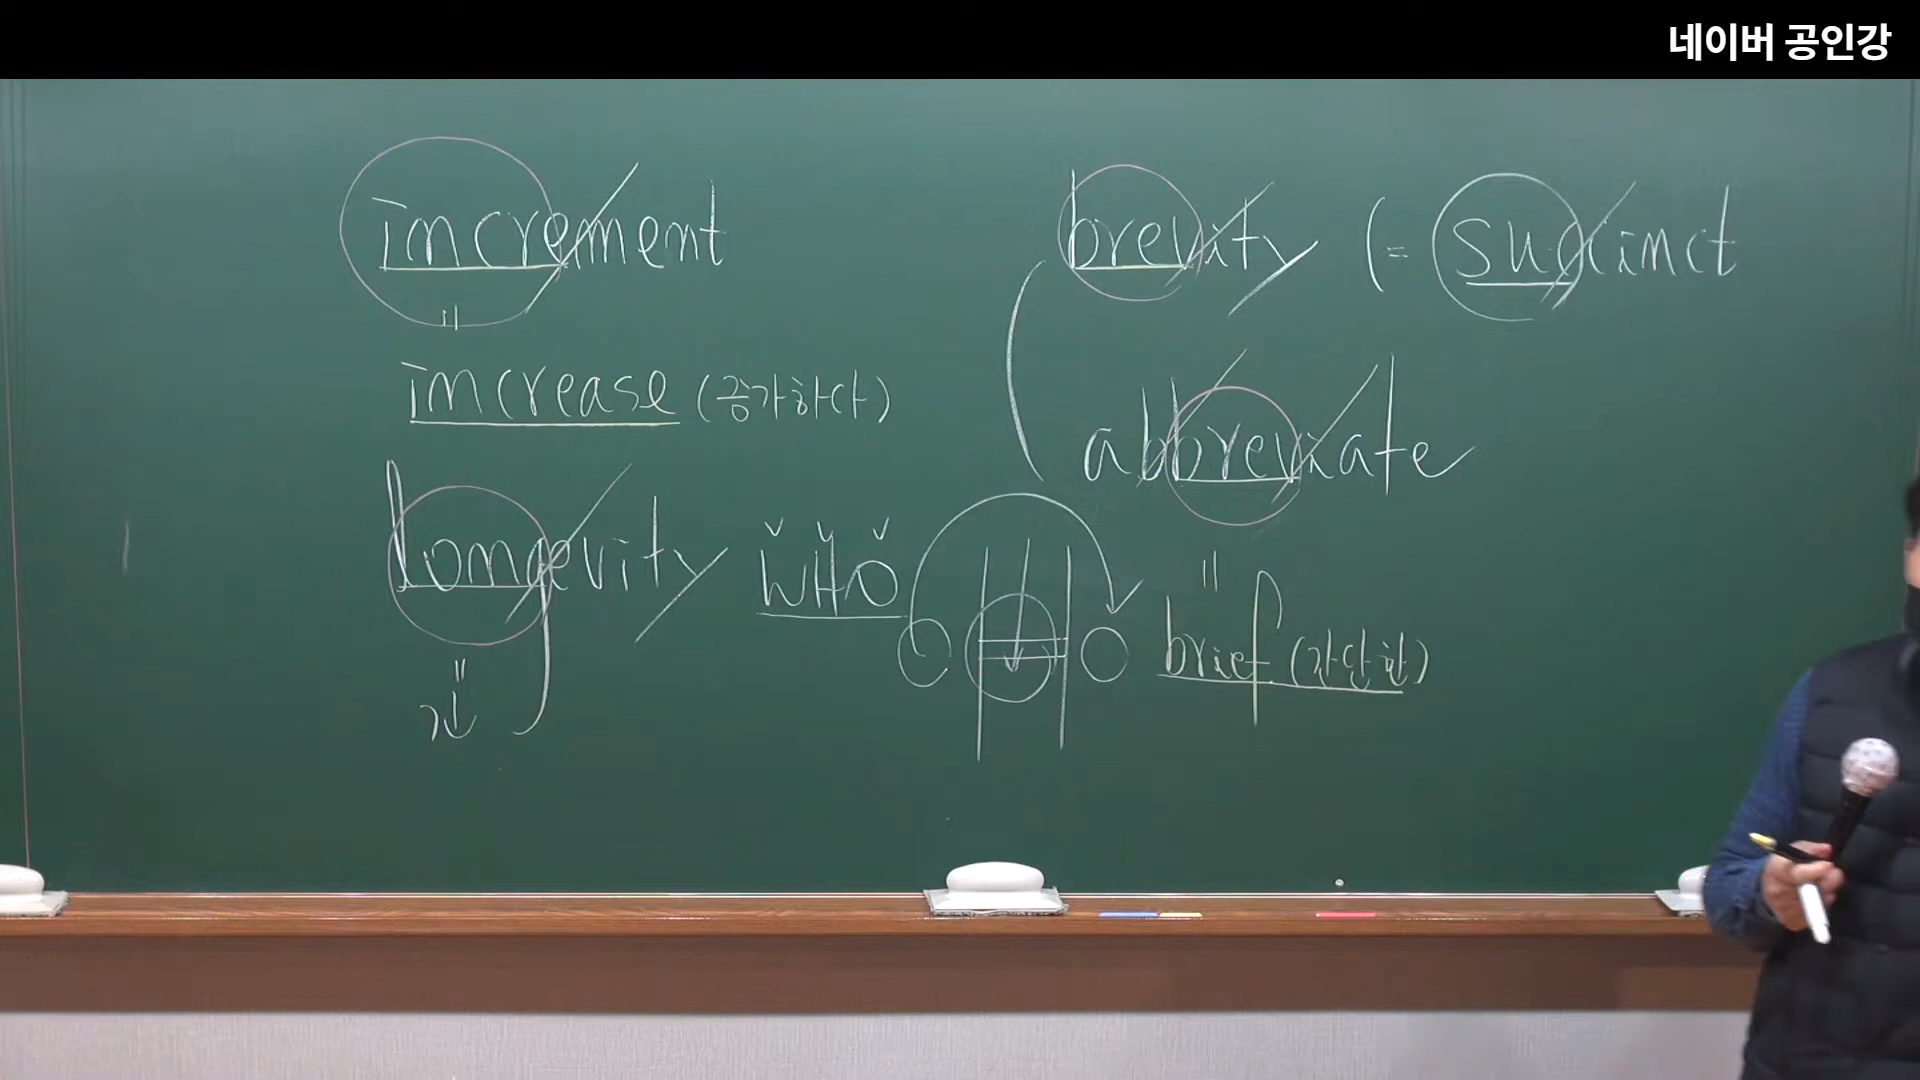 네이버 공인강
increment
=
increase (증가하다)
longevity
=
긴
WHO
brevity (= succinct
abbreviate
=
brief (간단한)